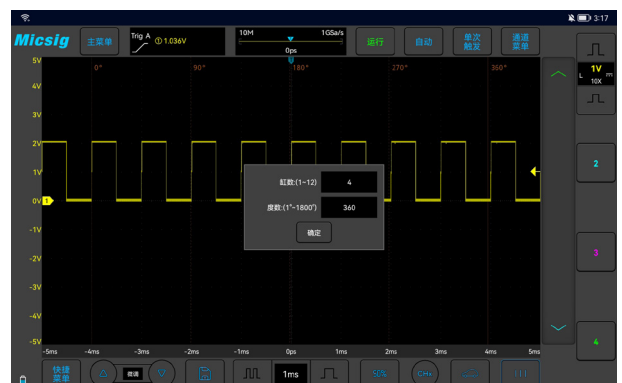 3:17
Micsig
主菜单
Trig A
① 1.036V
10M
1GSa/s
0ps
运行
自动
单次
触发
通道
菜单
5V
0°
90°
180°
270°
360°
4V
3V
2V
1V
0V
1
-1V
-2V
-3V
-4V
-5V
缸数:(1~12)
4
度数:(1°~1800°)
360
确定
L
1V
10X
2
3
4
-5ms
-4ms
-3ms
-2ms
-1ms
0ps
1ms
2ms
3ms
4ms
5ms
快捷
菜单
微调
1ms
50%
CHx